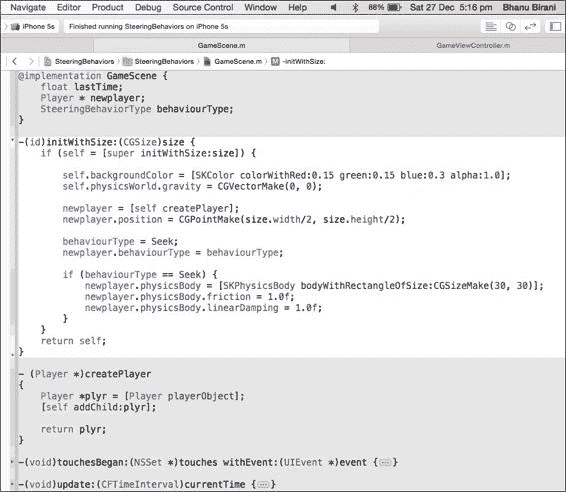 Navigate Editor Product Debug Source Control Window Help 88% Sat 27 Dec 5:16 pm Bhanu Birani
iPhone 5s Finished running SteeringBehaviors on iPhone 5s
GameScene.m GameViewController.m
SteeringBehaviors SteeringBehaviors GameScene.m M -initWithSize:
@implementation GameScene {
float lastTime;
Player * newplayer;
SteeringBehaviorType behaviourType;
}
-(id)initWithSize:(CGSize)size {
if (self = [super initWithSize:size]) {
self.backgroundColor = [SKColor colorWithRed:0.15 green:0.15 blue:0.3 alpha:1.0];
self.physicsWorld.gravity = CGVectorMake(0, 0);
newplayer = [self createPlayer];
newplayer.position = CGPointMake(size.width/2, size.height/2);
behaviourType = Seek;
newplayer.behaviourType = behaviourType;
if (behaviourType == Seek) {
newplayer.physicsBody = [SKPhysicsBody bodyWithRectangleOfSize:CGSizeMake(30, 30)];
newplayer.physicsBody.friction = 1.0f;
newplayer.physicsBody.linearDamping = 1.0f;
}
}
return self;
}
- (Player *)createPlayer
{
Player *plyr = [Player playerObject];
[self addChild:plyr];
return plyr;
}
-(void)touchesBegan:(NSSet *)touches withEvent:(UIEvent *)event {...}
-(void)update:(CFTimeInterval)currentTime {...}